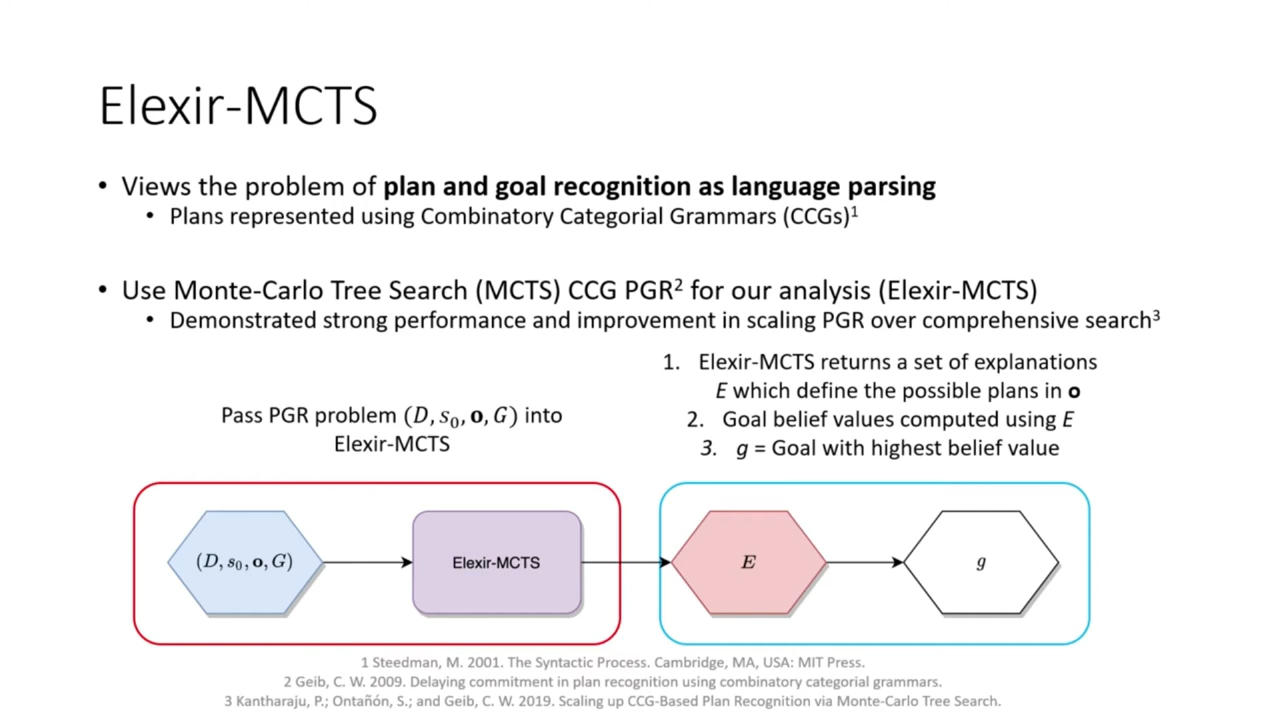 Elexir-MCTS
• Views the problem of plan and goal recognition as language parsing
• Plans represented using Combinatory Categorial Grammars (CCGs)¹
• Use Monte-Carlo Tree Search (MCTS) CCG PGR² for our analysis (Elexir-MCTS)
• Demonstrated strong performance and improvement in scaling PGR over comprehensive search³
Pass PGR problem (D, s₀, o, G) into
Elexir-MCTS
1. Elexir-MCTS returns a set of explanations
E which define the possible plans in o
2. Goal belief values computed using E
3. g = Goal with highest belief value
(D, s₀, o, G)
Elexir-MCTS
E
g
1 Steedman, M. 2001. The Syntactic Process. Cambridge, MA, USA: MIT Press.
2 Geib, C. W. 2009. Delaying commitment in plan recognition using combinatory categorial grammars.
3 Kantharaju, P.; Ontañón, S.; and Geib, C. W. 2019. Scaling up CCG-Based Plan Recognition via Monte-Carlo Tree Search.